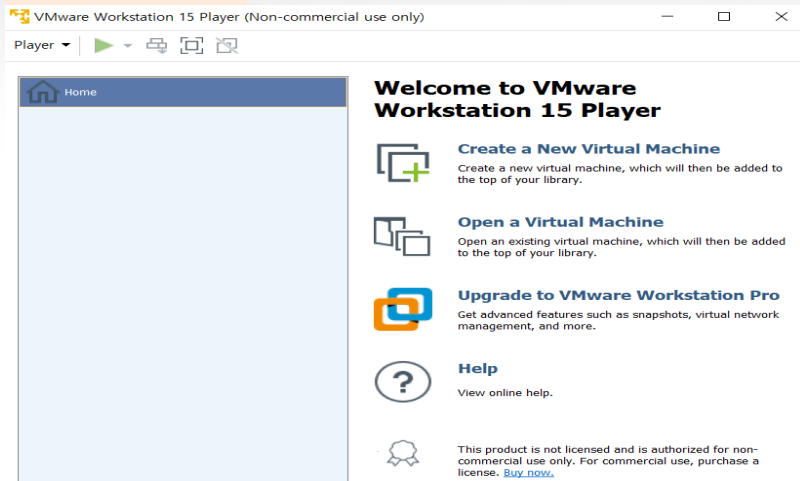 VMware Workstation 15 Player (Non-commercial use only)
Player
Home
Welcome to VMware
Workstation 15 Player
Create a New Virtual Machine
Create a new virtual machine, which will then be added to
the top of your library.
Open a Virtual Machine
Open an existing virtual machine, which will then be added
to the top of your library.
Upgrade to VMware Workstation Pro
Get advanced features such as snapshots, virtual network
management, and more.
Help
View online help.
This product is not licensed and is authorized for non-
commercial use only. For commercial use, purchase a
license. Buy now.